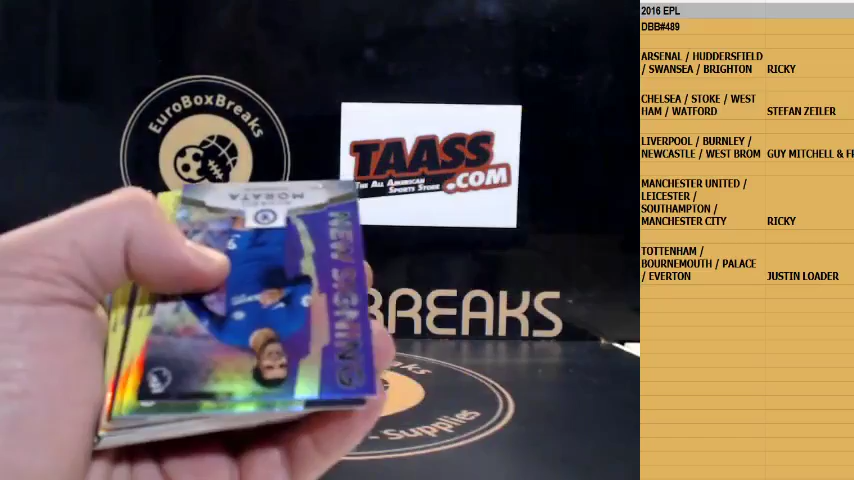 EuroBoxBreaks
TAASS
.COM
The All American
Sports Store
MORATA
NEW SIGNING
BREAKS
Supplies
2016 EPL
DBB#489
ARSENAL / HUDDERSFIELD
/ SWANSEA / BRIGHTON RICKY
CHELSEA / STOKE / WEST
HAM / WATFORD STEFAN ZEILER
LIVERPOOL / BURNLEY /
NEWCASTLE / WEST BROM GUY MITCHELL & FR
MANCHESTER UNITED /
LEICESTER /
SOUTHAMPTON /
MANCHESTER CITY RICKY
TOTTENHAM /
BOURNEMOUTH / PALACE
/ EVERTON JUSTIN LOADER